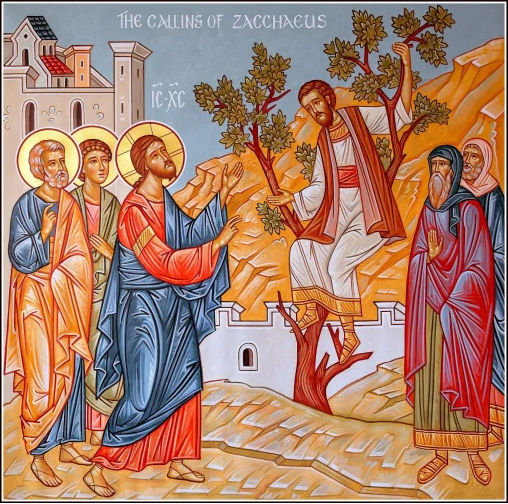 THE CALLING OF ZACCHAEUS
IC·XC